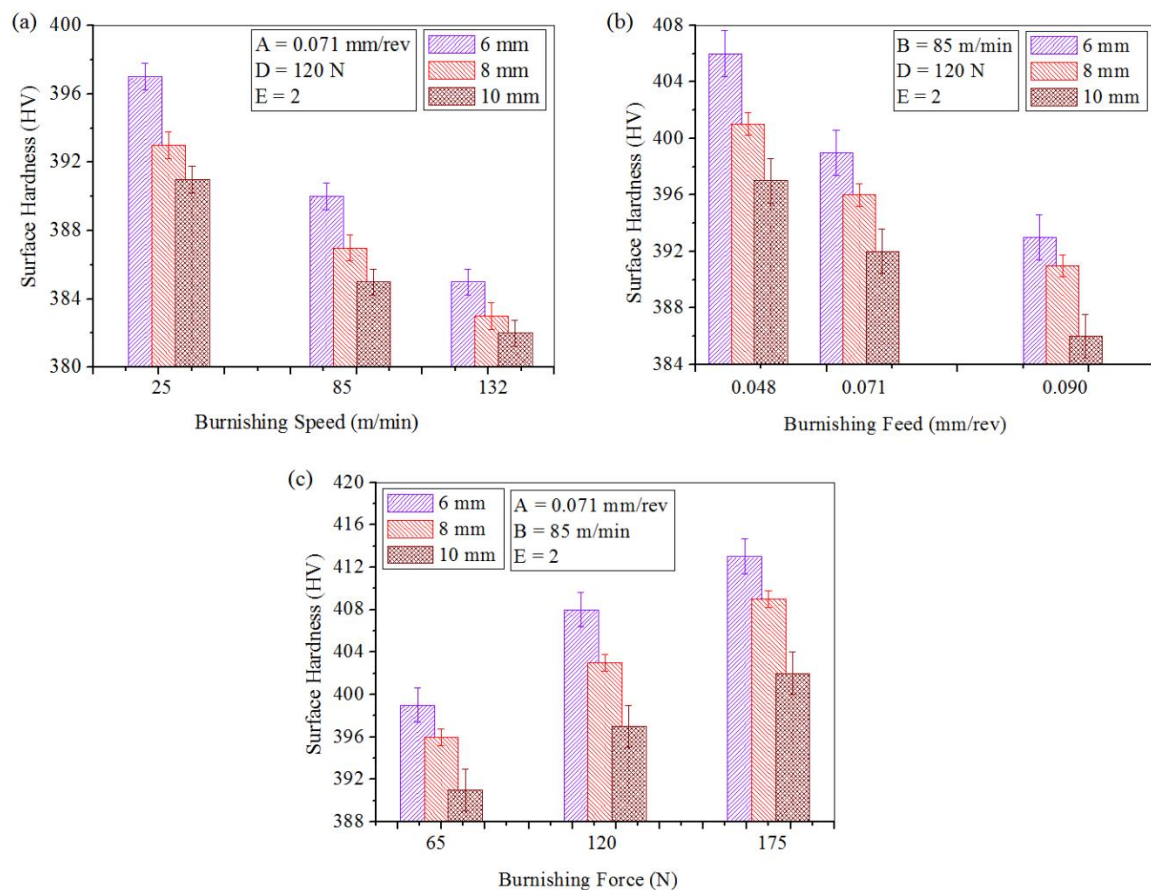 (a)
400
396
392
388
384
380
Surface Hardness (HV)
A = 0.071 mm/rev
D = 120 N
E = 2
6 mm
8 mm
10 mm
25
85
132
Burnishing Speed (m/min)
(b)
408
404
400
396
392
388
384
Surface Hardness (HV)
B = 85 m/min
D = 120 N
E = 2
6 mm
8 mm
10 mm
0.048
0.071
0.090
Burnishing Feed (mm/rev)
(c)
420
416
412
408
404
400
396
392
388
Surface Hardness (HV)
6 mm
8 mm
10 mm
A = 0.071 mm/rev
B = 85 m/min
E = 2
65
120
175
Burnishing Force (N)